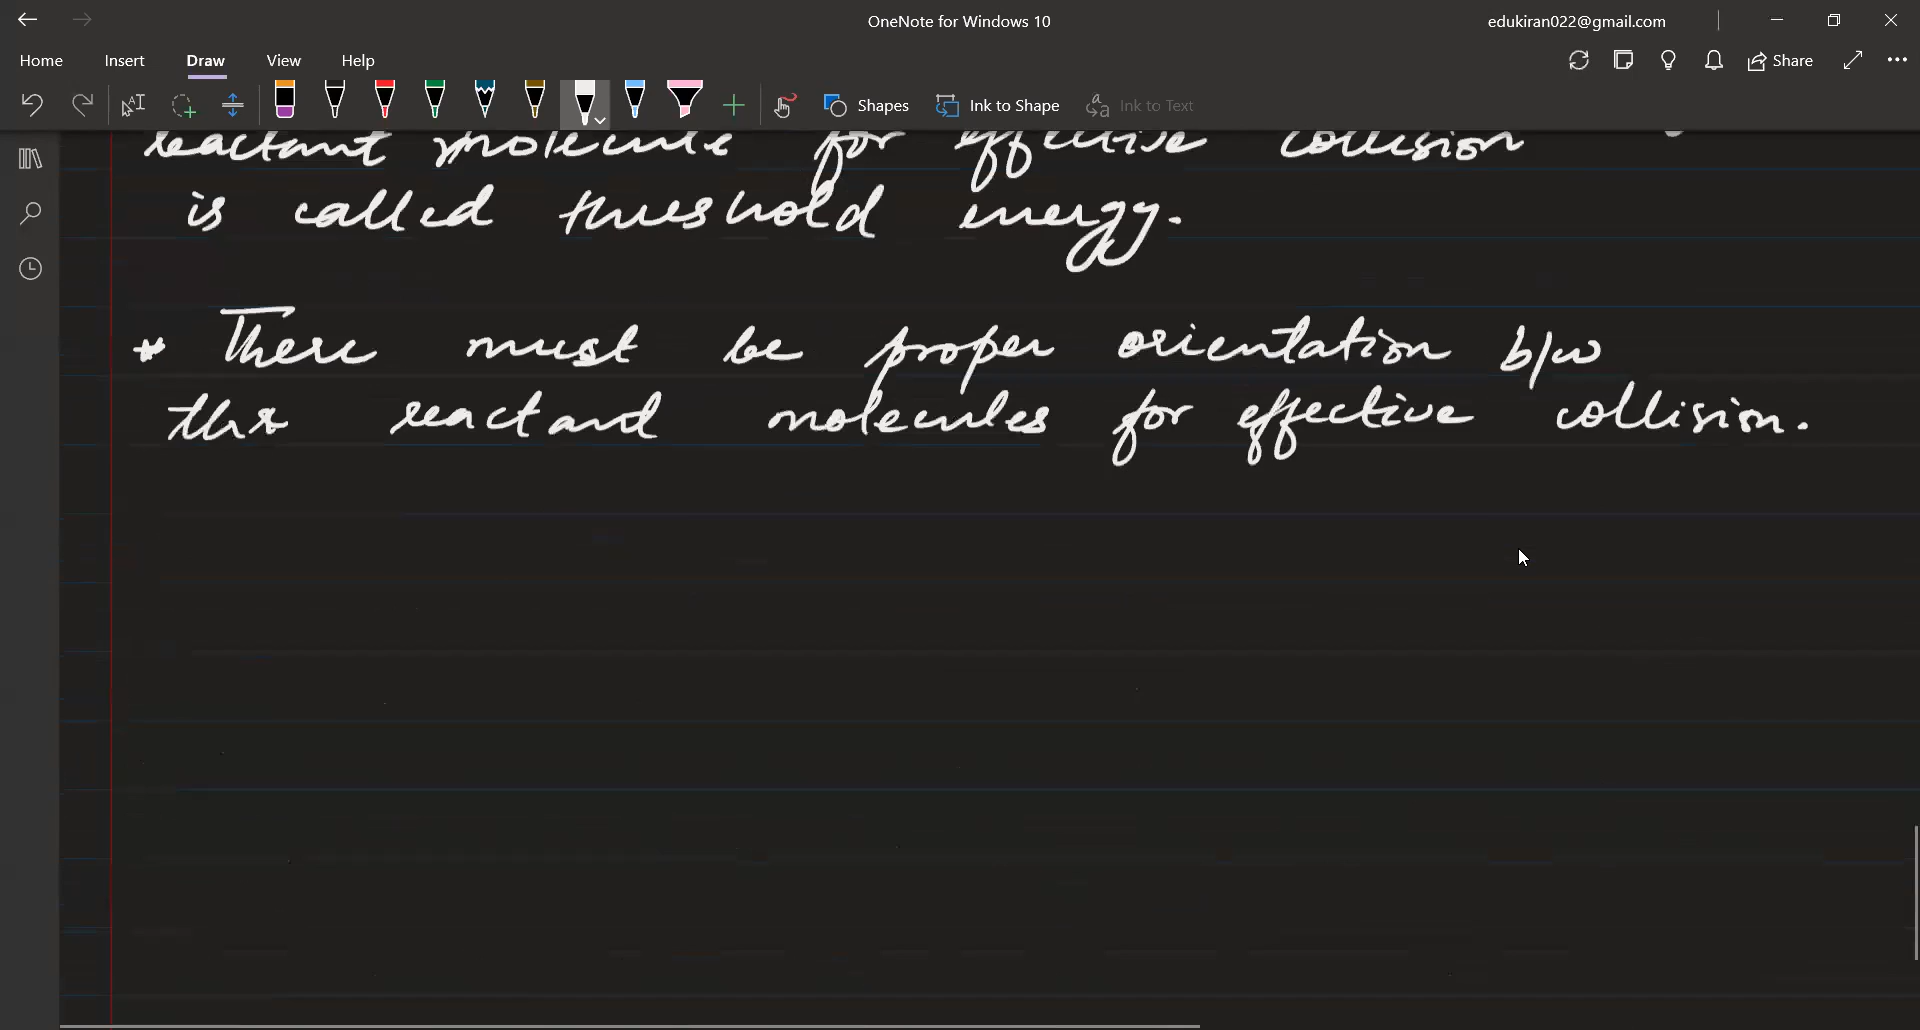 OneNote for Windows 10
edukiran022@gmail.com
Home Insert Draw View Help
Share
Shapes Ink to Shape Ink to Text
reactant molecule for effective collision
is called threshold energy.
* There must be proper orientation b/w
the reactand molecules for effective collision.